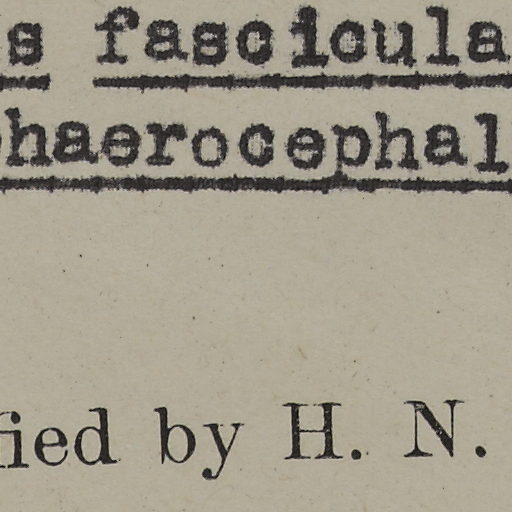 s fascicula
haerocephal
fied by H. N.